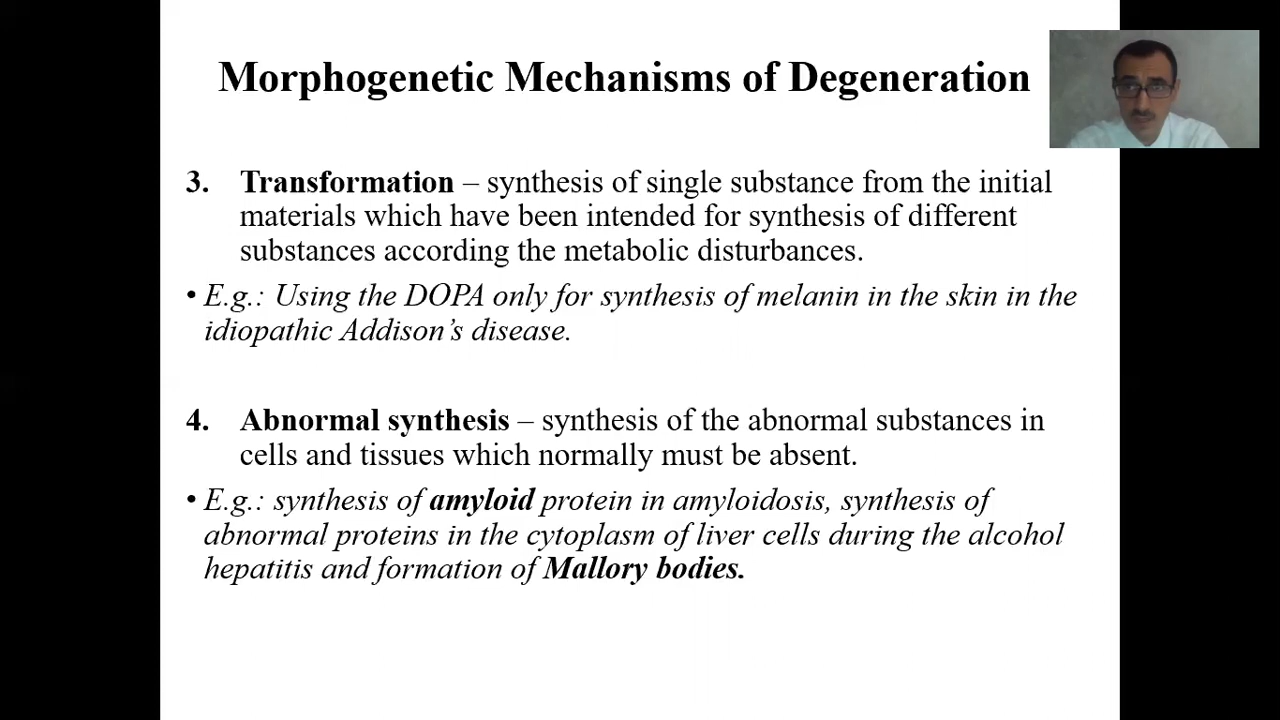 Morphogenetic Mechanisms of Degeneration
3. Transformation – synthesis of single substance from the initial
materials which have been intended for synthesis of different
substances according the metabolic disturbances.
• E.g.: Using the DOPA only for synthesis of melanin in the skin in the
idiopathic Addison’s disease.
4. Abnormal synthesis – synthesis of the abnormal substances in
cells and tissues which normally must be absent.
• E.g.: synthesis of amyloid protein in amyloidosis, synthesis of
abnormal proteins in the cytoplasm of liver cells during the alcohol
hepatitis and formation of Mallory bodies.